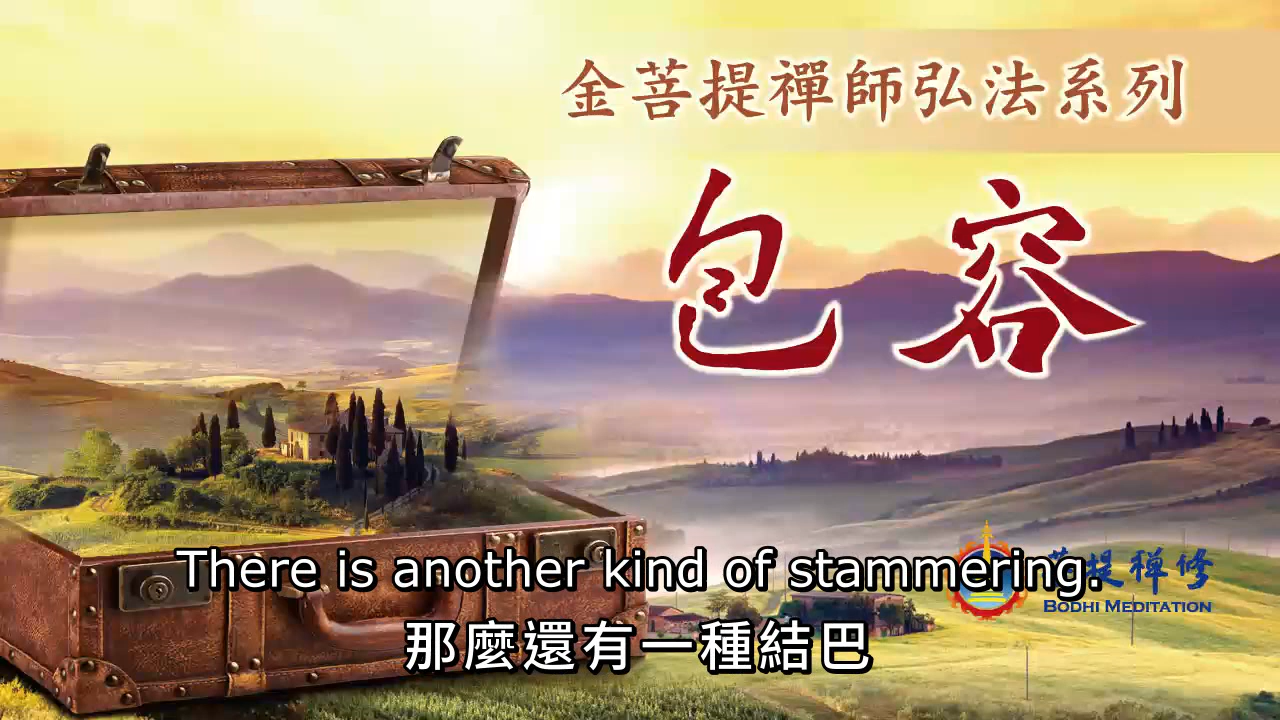 金菩提禪師弘法系列
包容
There is another kind of stammering.
菩提禪修
BODHI MEDITATION
那麼還有一種結巴